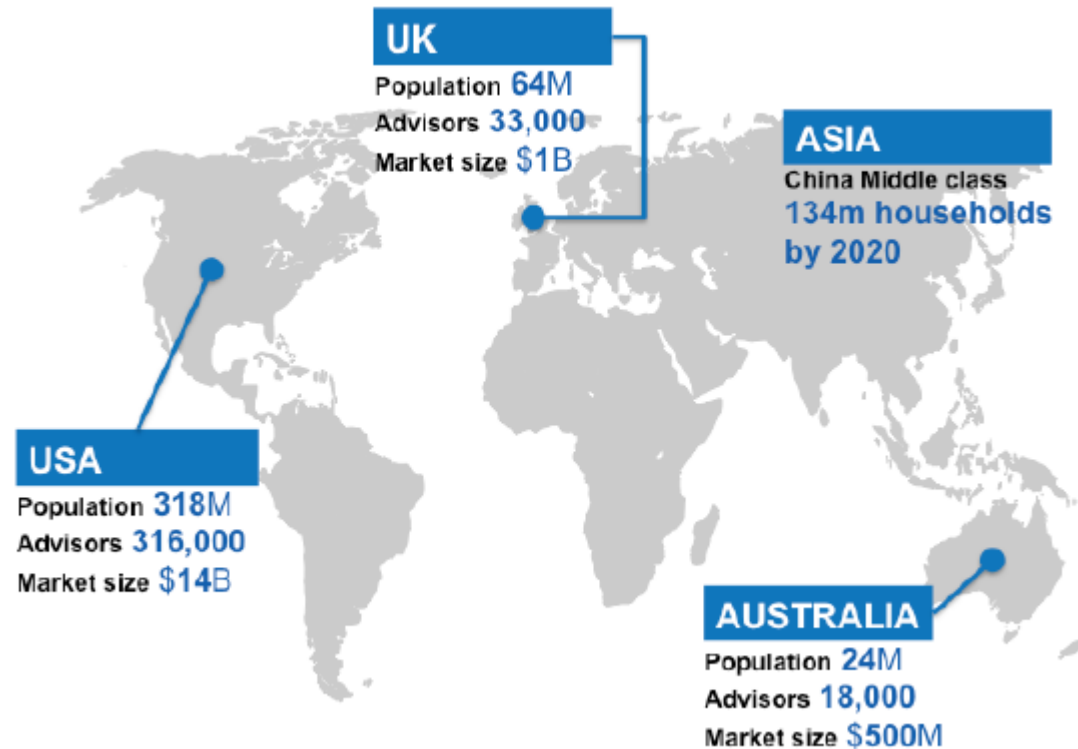 UK
Population 64M
Advisors 33,000
Market size $1B
ASIA
China Middle class
134m households
by 2020
USA
Population 318M
Advisors 316,000
Market size $14B
AUSTRALIA
Population 24M
Advisors 18,000
Market size $500M